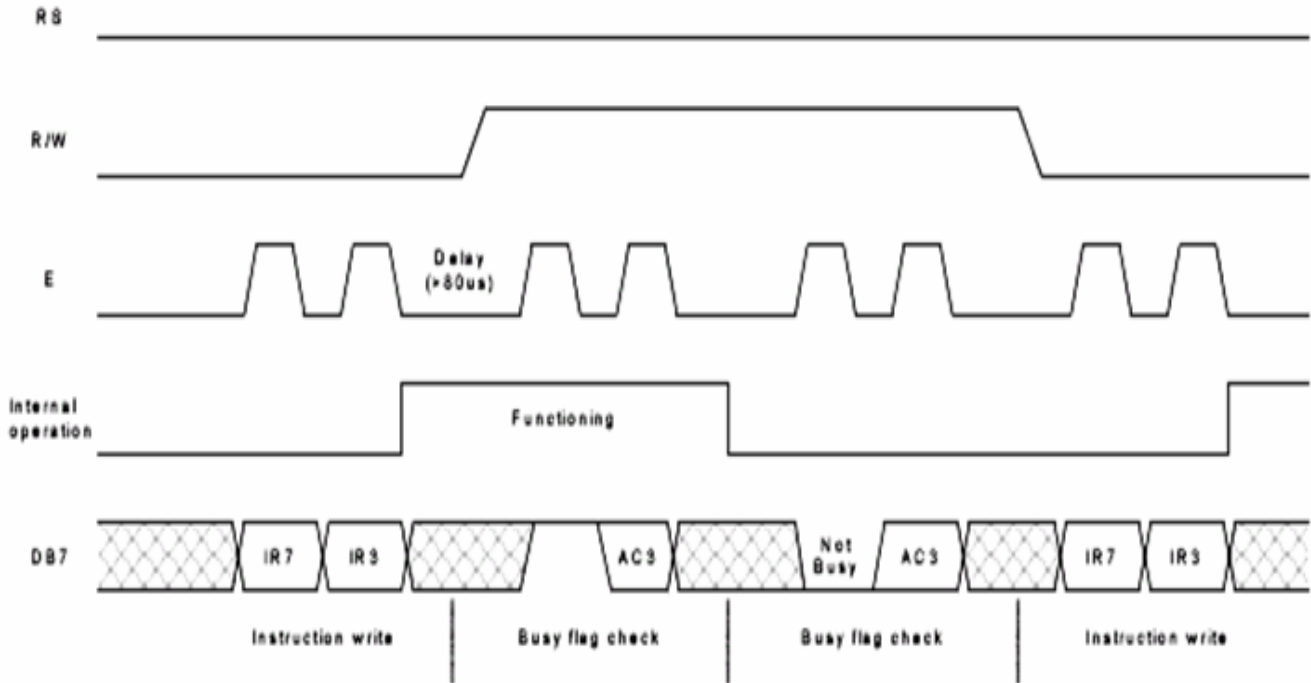 RS
R/W
E
Delay
(>80us)
Internal
operation
Functioning
DB7
IR7
IR3
AC3
Not
Busy
AC3
IR7
IR3
Instruction write
Busy flag check
Busy flag check
Instruction write